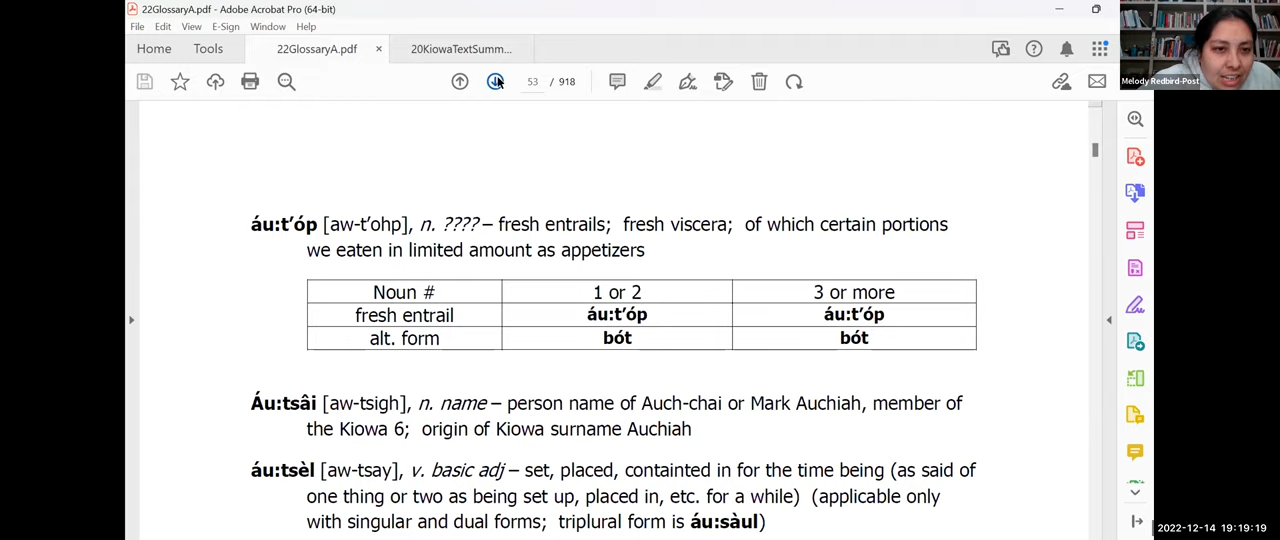 22GlossaryA.pdf - Adobe Acrobat Pro (64-bit)
File Edit View E-Sign Window Help
Home Tools 22GlossaryA.pdf × 20KiowaTextSumm...
53 / 918
Melody Redbird-Post
áu:t'óp [aw-t'ohp], n. ???? – fresh entrails; fresh viscera; of which certain portions
we eaten in limited amount as appetizers
Noun # 1 or 2 3 or more
fresh entrail áu:t'óp áu:t'óp
alt. form bót bót
Áu:tsâi [aw-tsigh], n. name – person name of Auch-chai or Mark Auchiah, member of
the Kiowa 6; origin of Kiowa surname Auchiah
áu:tsèl [aw-tsay], v. basic adj – set, placed, containted in for the time being (as said of
one thing or two as being set up, placed in, etc. for a while) (applicable only
with singular and dual forms; triplural form is áu:sàul)
2022-12-14 19:19:19